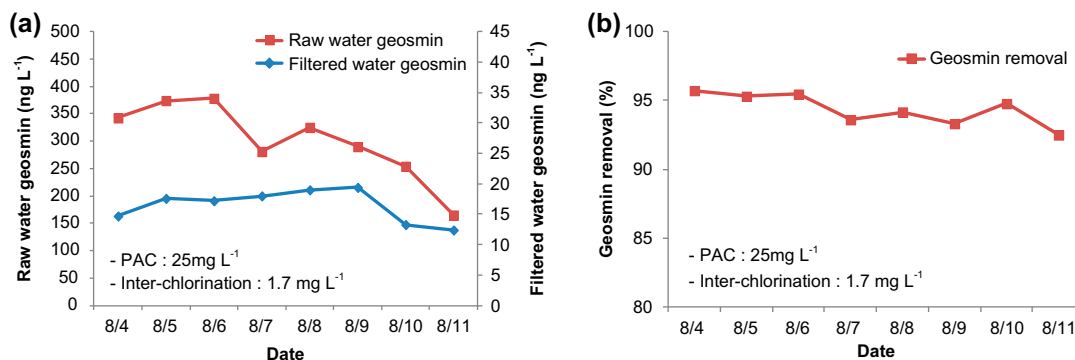 (a)
Raw water geosmin (ng L⁻¹)
500
450
400
350
300
250
200
150
100
50
0
Raw water geosmin
Filtered water geosmin
- PAC : 25mg L⁻¹
- Inter-chlorination : 1.7 mg L⁻¹
45
40
35
30
25
20
15
10
5
0
Filtered water geosmin (ng L⁻¹)
8/4 8/5 8/6 8/7 8/8 8/9 8/10 8/11
Date
(b)
Geosmin removal (%)
100
95
90
85
80
Geosmin removal
- PAC : 25mg L⁻¹
- Inter-chlorination : 1.7 mg L⁻¹
8/4 8/5 8/6 8/7 8/8 8/9 8/10 8/11
Date